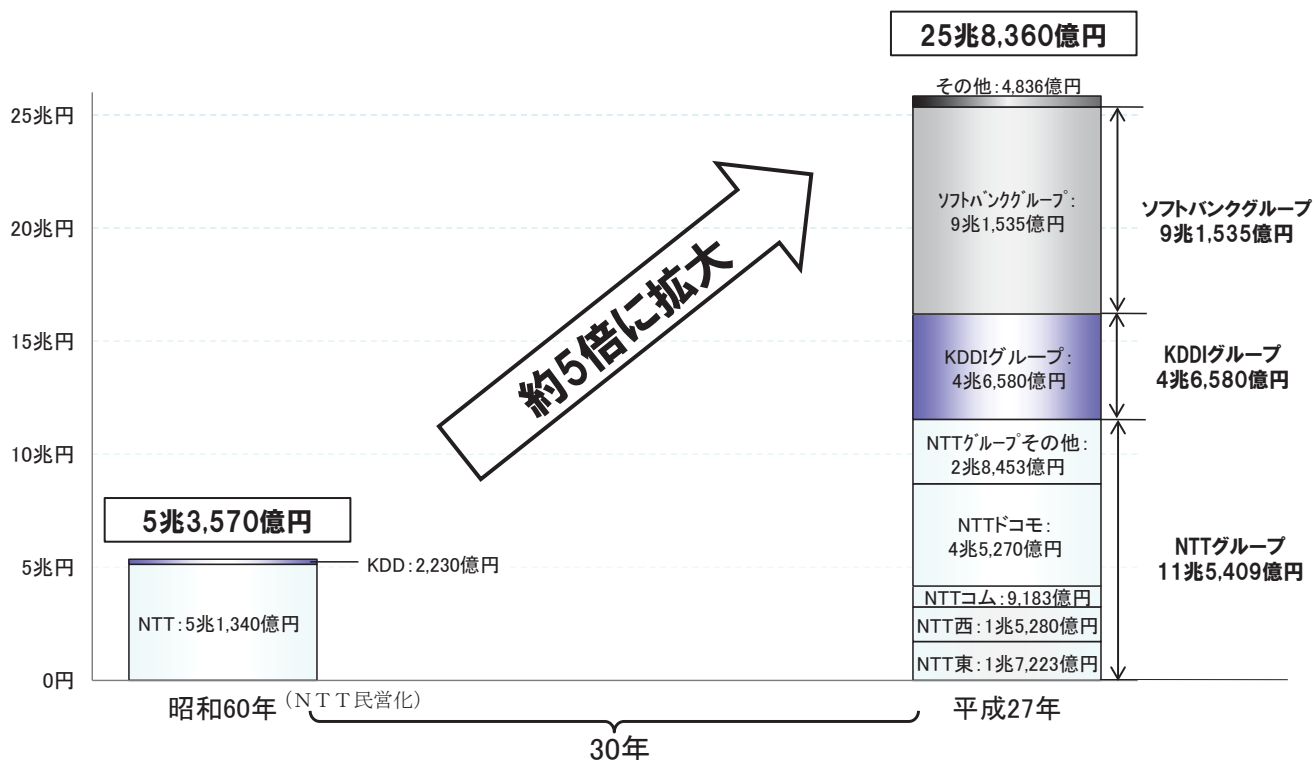 25兆8,360億円
その他:4,836億円
25兆円
20兆円
15兆円
10兆円
5兆円
0円
ソフトバンクグループ:
9兆1,535億円
ソフトバンクグループ
9兆1,535億円
約5倍に拡大
KDDIグループ:
4兆6,580億円
KDDIグループ
4兆6,580億円
NTTグループその他:
2兆8,453億円
NTTドコモ:
4兆5,270億円
NTTグループ
11兆5,409億円
NTTコム:9,183億円
NTT西:1兆5,280億円
NTT東:1兆7,223億円
5兆3,570億円
KDD:2,230億円
NTT:5兆1,340億円
昭和60年
(NTT民営化)
平成27年
30年